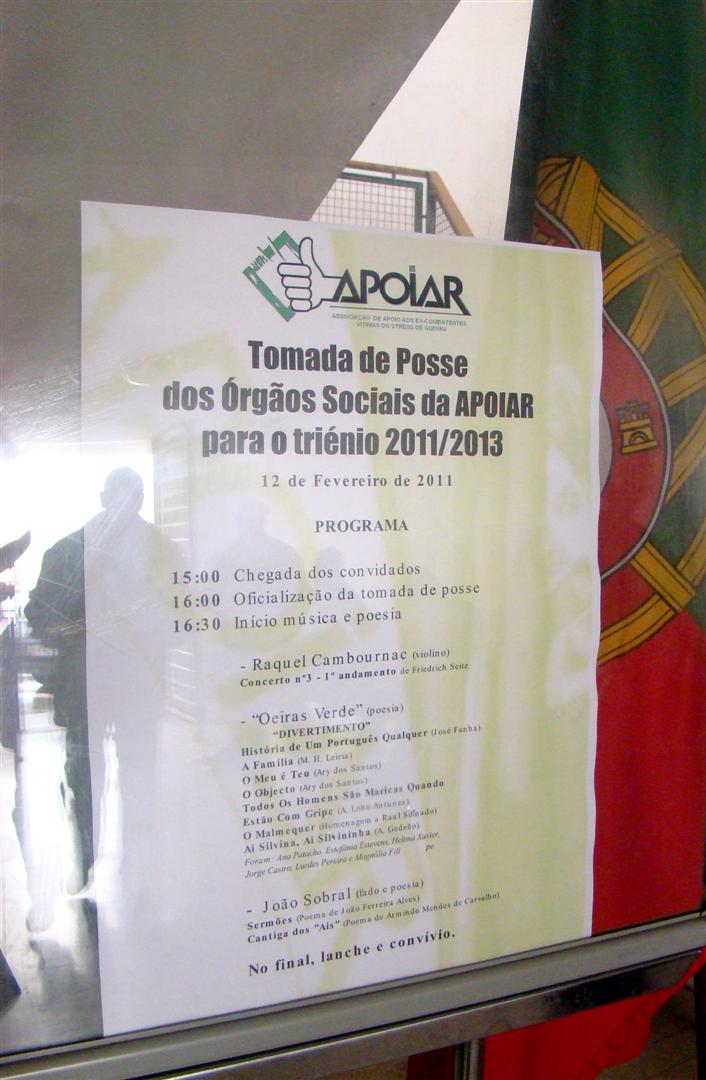 APOIAR
ASSOCIAÇÃO DE APOIO AOS EX-COMBATENTES
VÍTIMAS DO STRESS DE GUERRA
Tomada de Posse
dos Órgãos Sociais da APOIAR
para o triénio 2011/2013
12 de Fevereiro de 2011
PROGRAMA
15:00 Chegada dos convidados
16:00 Oficialização da tomada de posse
16:30 Início música e poesia
- Raquel Cambournac (violino)
Concerto nº3 - 1º andamento de Friedrich Seitz
- "Oeiras Verde" (poesia)
"DIVERTIMENTO"
História de Um Português Qualquer (José Fanha)
A Família (M. H. Leiria)
O Meu é Teu (Ary dos Santos)
O Objecto (Ary dos Santos)
Todos Os Homens São Maricas Quando
Estão Com Gripe (A. Lobo Antunes)
O Malmequer (Homenagem a Raul Solnado)
Ai Silvina, Ai Silvininha (A. Gedeão)
Foram: Ana Patacho, Estefânia Estevens, Helena Xavier,
Jorge Castro, Lurdes Pereira e Magnólia Fili pe.
- João Sobral (fado e poesia)
Sermões (Poema de João Ferreira Alves)
Cantiga dos "Ais" (Poema de Armindo Mendes de Carvalho)
No final, lanche e convívio.